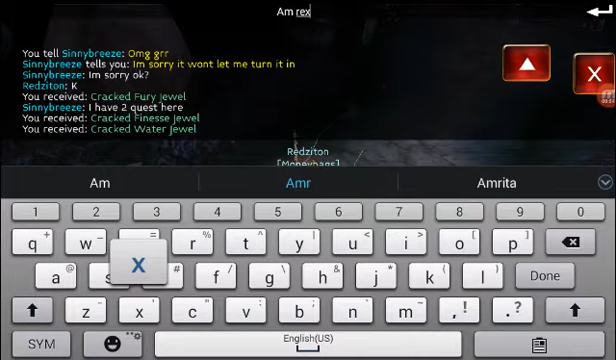 Am rex
You tell Sinnybreeze: Omg grr
Sinnybreeze tells you: Im sorry it wont let me turn it in
Sinnybreeze: Im sorry ok?
Redziton: K
You received: Cracked Fury Jewel
Sinnybreeze: I have 2 quest here
You received: Cracked Finesse Jewel
You received: Cracked Water Jewel
X
Redziton
[Moneybags]
Am Amr Amrita
1 2 3 4 5 6 7 8 9 0
q + w - = r % t ^ y | u < i > o [ p ]
x
a @ s # f / g \ h & j * k ( l ) Done
z - x ' c " v : b ; n , m ~ , ! . ?
SYM English(US)